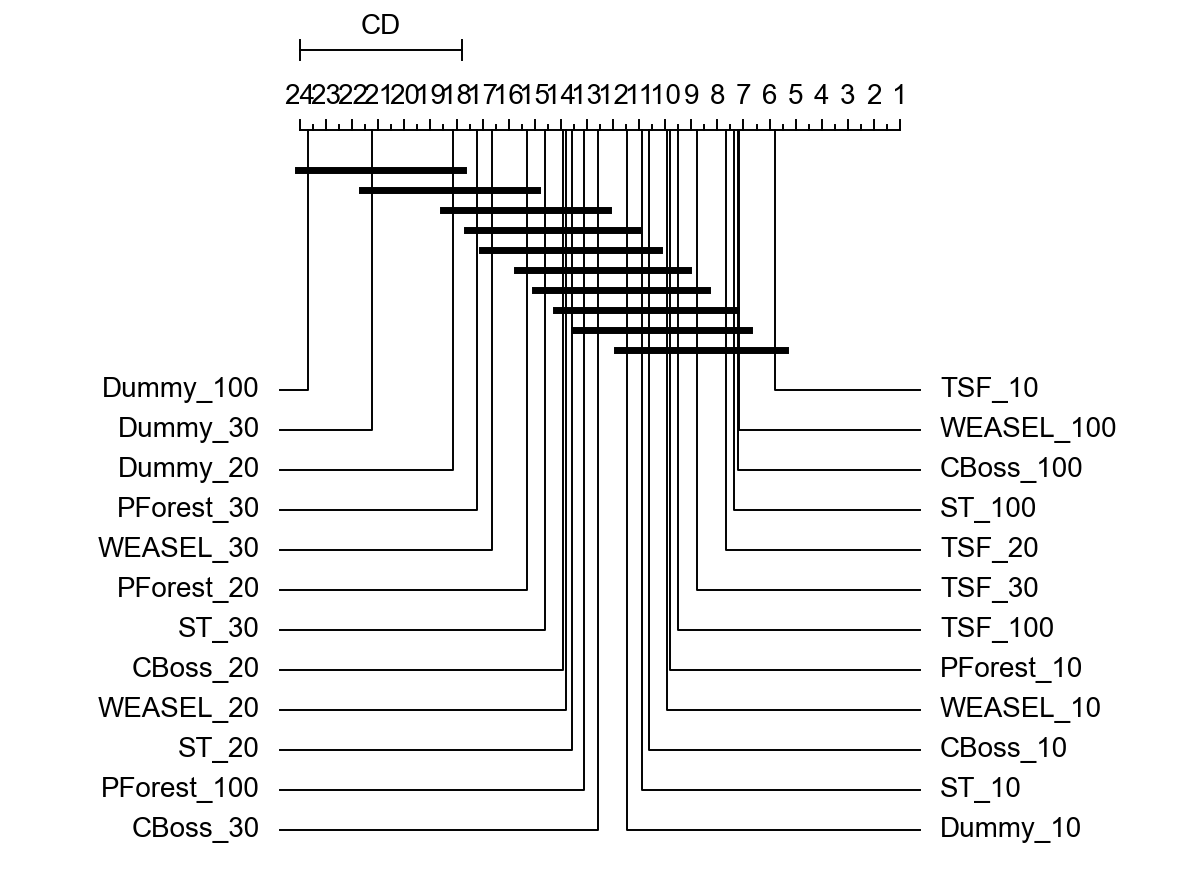 CD
24 23 22 21 20 19 18 17 16 15 14 13 12 11 10 9 8 7 6 5 4 3 2 1
Dummy_100 TSF_10
Dummy_30 WEASEL_100
Dummy_20 CBoss_100
PForest_30 ST_100
WEASEL_30 TSF_20
PForest_20 TSF_30
ST_30 TSF_100
CBoss_20 PForest_10
WEASEL_20 WEASEL_10
ST_20 CBoss_10
PForest_100 ST_10
CBoss_30 Dummy_10